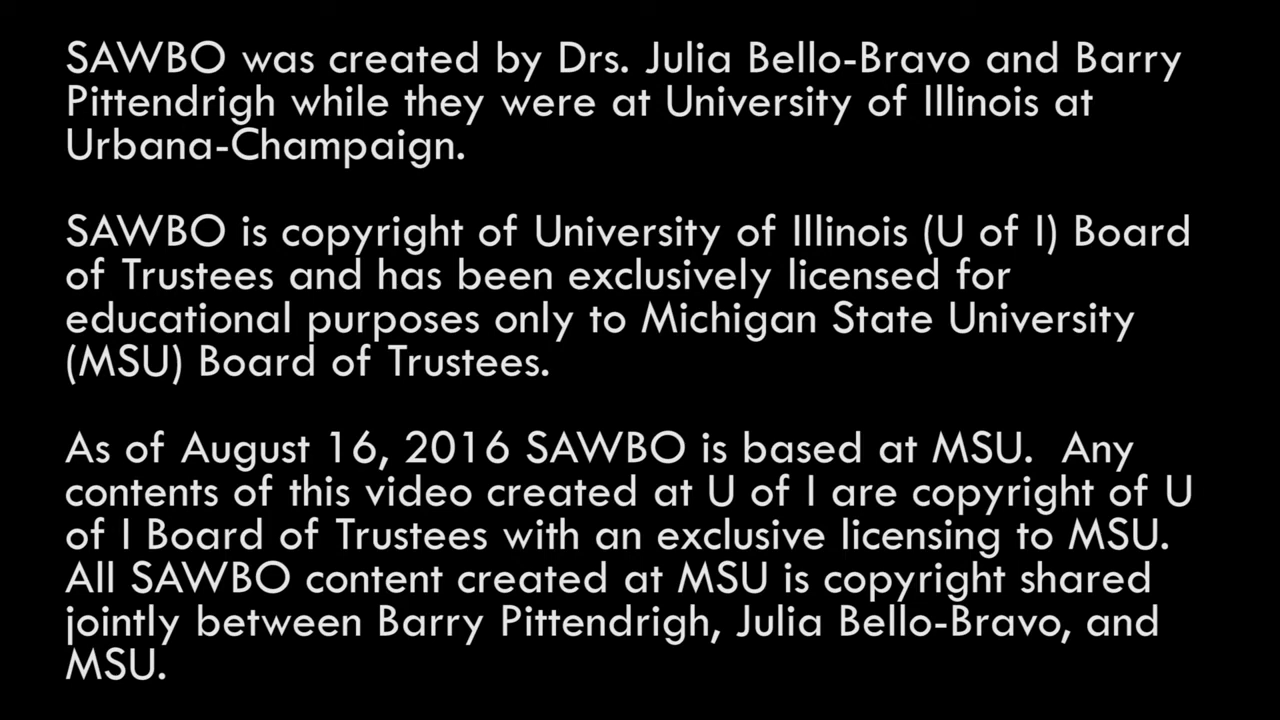 SAWBO was created by Drs. Julia Bello-Bravo and Barry
Pittendrigh while they were at University of Illinois at
Urbana-Champaign.
SAWBO is copyright of University of Illinois (U of I) Board
of Trustees and has been exclusively licensed for
educational purposes only to Michigan State University
(MSU) Board of Trustees.
As of August 16, 2016 SAWBO is based at MSU.  Any
contents of this video created at U of I are copyright of U
of I Board of Trustees with an exclusive licensing to MSU.
All SAWBO content created at MSU is copyright shared
jointly between Barry Pittendrigh, Julia Bello-Bravo, and
MSU.